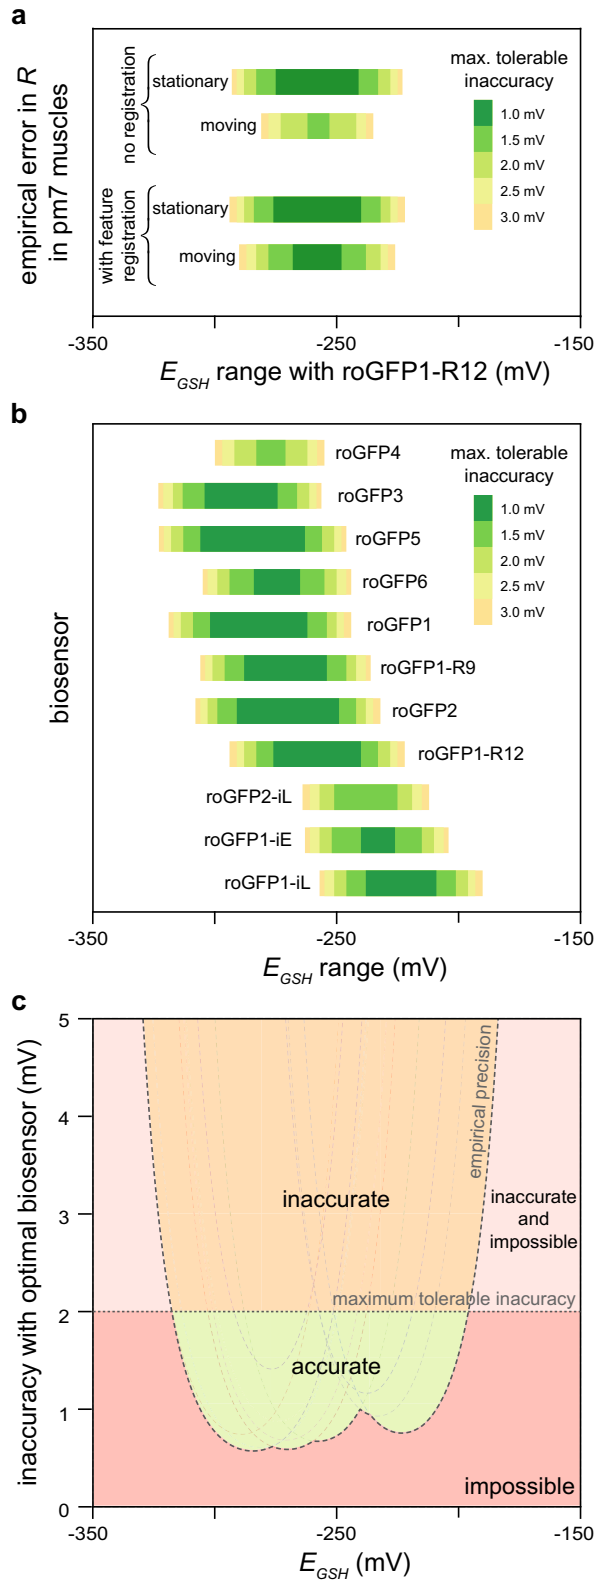 a
empirical error in R
in pm7 muscles
no registration
stationary
moving
with feature
registration
stationary
moving
max. tolerable
inaccuracy
1.0 mV
1.5 mV
2.0 mV
2.5 mV
3.0 mV
-350
-250
-150
E_GSH range with roGFP1-R12 (mV)
b
biosensor
roGFP4
roGFP3
roGFP5
roGFP6
roGFP1
roGFP1-R9
roGFP2
roGFP1-R12
roGFP2-iL
roGFP1-iE
roGFP1-iL
max. tolerable
inaccuracy
1.0 mV
1.5 mV
2.0 mV
2.5 mV
3.0 mV
-350
-250
-150
E_GSH range (mV)
c
inaccuracy with optimal biosensor (mV)
5
4
3
2
1
0
empirical precision
inaccurate
inaccurate
and
impossible
maximum tolerable inacuracy
accurate
impossible
-350
-250
-150
E_GSH (mV)